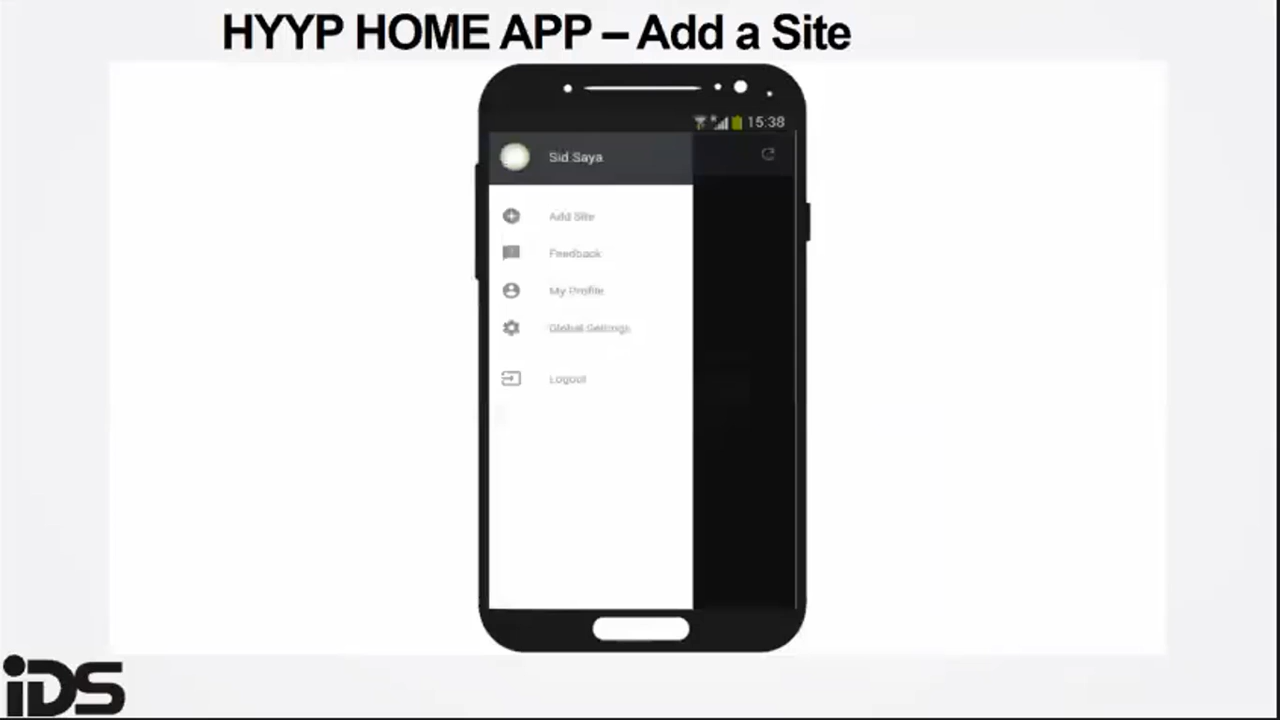 HYYP HOME APP – Add a Site
15:38
Sid Saya
Add Site
Feedback
My Profile
Global Settings
Logout
iDS